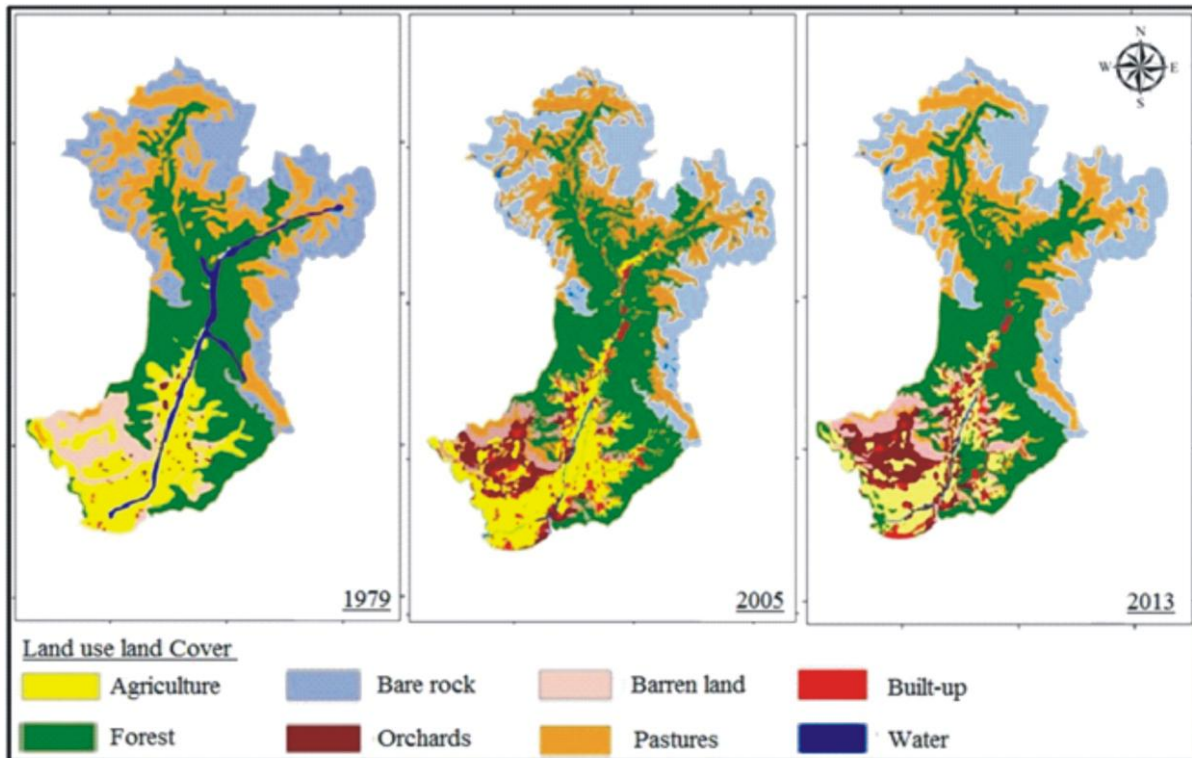 N
W E
S
1979
2005
2013
Land use land Cover
Agriculture
Bare rock
Barren land
Built-up
Forest
Orchards
Pastures
Water